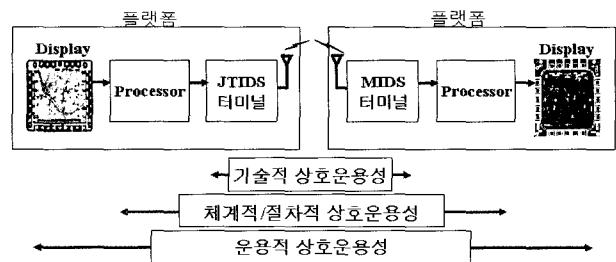 플랫폼
플랫폼
Display
Processor
JTIDS
터미널
MIDS
터미널
Processor
Display
기술적 상호운용성
체계적/절차적 상호운용성
운용적 상호운용성